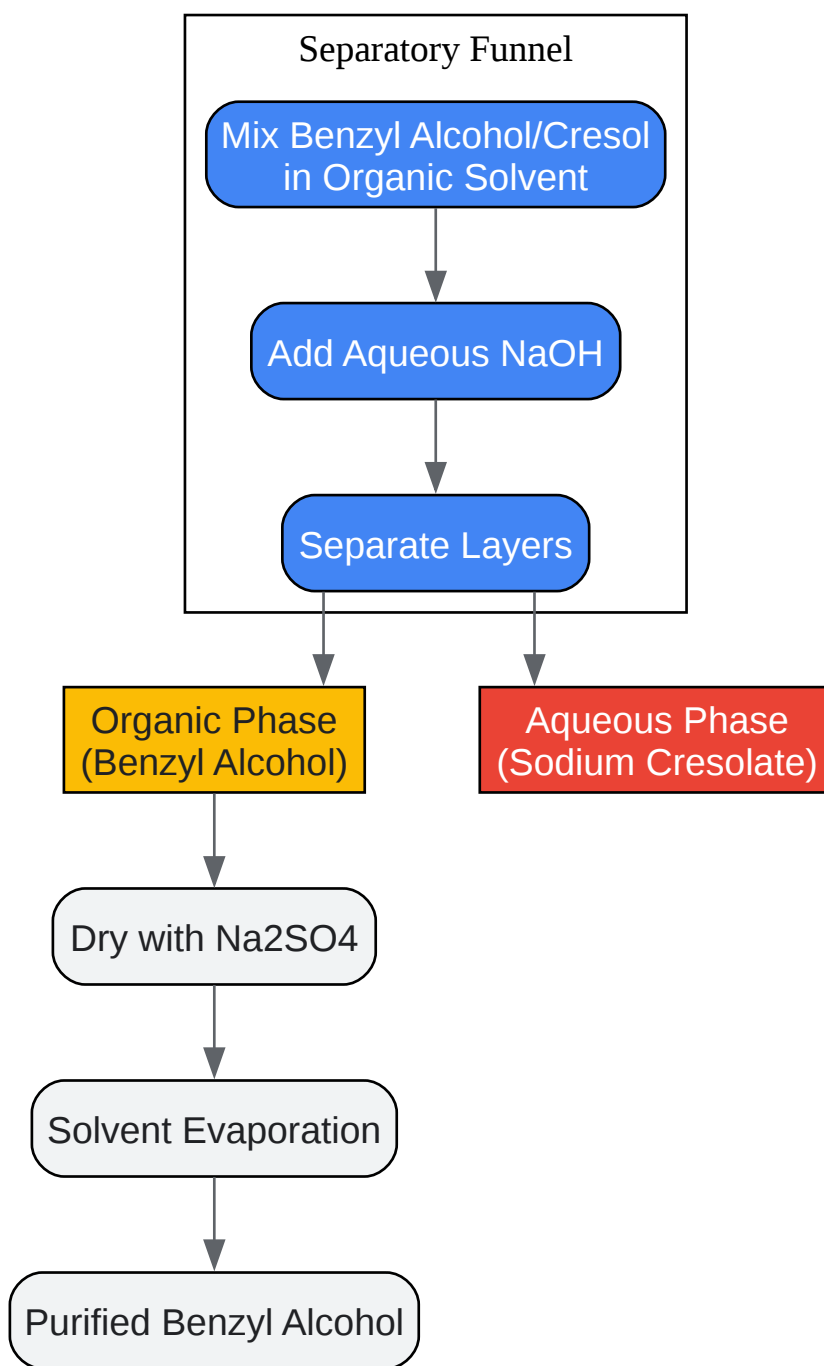 Separatory Funnel
Mix Benzyl Alcohol/Cresol
in Organic Solvent
Add Aqueous NaOH
Separate Layers
Organic Phase
(Benzyl Alcohol)
Aqueous Phase
(Sodium Cresolate)
Dry with Na2SO4
Solvent Evaporation
Purified Benzyl Alcohol